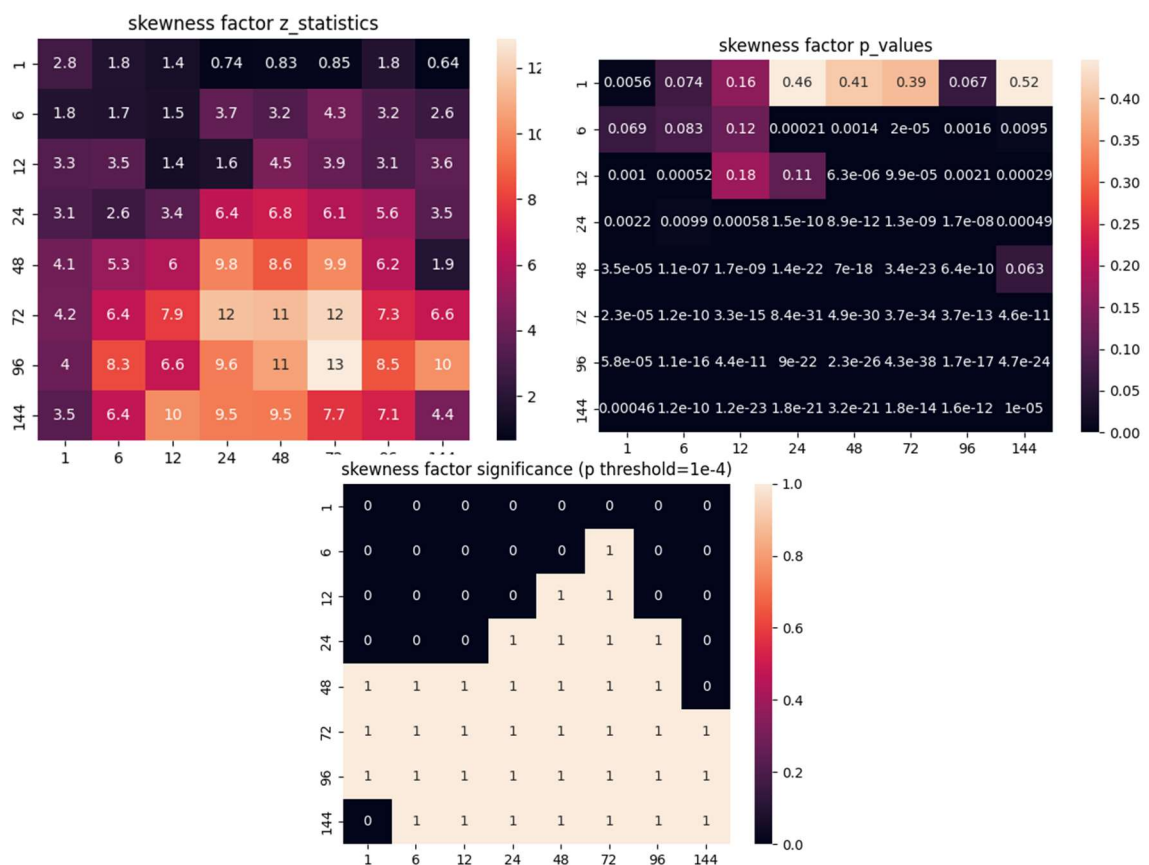 skewness factor z_statistics
1 2.8 1.8 1.4 0.74 0.83 0.85 1.8 0.64
6 1.8 1.7 1.5 3.7 3.2 4.3 3.2 2.6
12 3.3 3.5 1.4 1.6 4.5 3.9 3.1 3.6
24 3.1 2.6 3.4 6.4 6.8 6.1 5.6 3.5
48 4.1 5.3 6 9.8 8.6 9.9 6.2 1.9
72 4.2 6.4 7.9 12 11 12 7.3 6.6
96 4 8.3 6.6 9.6 11 13 8.5 10
144 3.5 6.4 10 9.5 9.5 7.7 7.1 4.4
1 6 12 24 48
12
10
8
6
4
2
skewness factor p_values
1 0.0056 0.074 0.16 0.46 0.41 0.39 0.067 0.52
6 0.069 0.083 0.12 0.00021 0.0014 2e-05 0.0016 0.0095
12 0.001 0.00052 0.18 0.11 6.3e-06 9.9e-05 0.0021 0.00029
24 0.0022 0.0099 0.00058 1.5e-10 8.9e-12 1.3e-09 1.7e-08 0.00049
48 3.5e-05 1.1e-07 1.7e-09 1.4e-22 7e-18 3.4e-23 6.4e-10 0.063
72 2.3e-05 1.2e-10 3.3e-15 8.4e-31 4.9e-30 3.7e-34 3.7e-13 4.6e-11
96 5.8e-05 1.1e-16 4.4e-11 9e-22 2.3e-26 4.3e-38 1.7e-17 4.7e-24
144 0.00046 1.2e-10 1.2e-23 1.8e-21 3.2e-21 1.8e-14 1.6e-12 1e-05
1 6 12 24 48 72 96 144
0.40
0.35
0.30
0.25
0.20
0.15
0.10
0.05
0.00
skewness factor significance (p threshold=1e-4)
1 0 0 0 0 0 0 0 0
6 0 0 0 0 0 1 0 0
12 0 0 0 0 1 1 0 0
24 0 0 0 1 1 1 1 0
48 1 1 1 1 1 1 1 0
72 1 1 1 1 1 1 1 1
96 1 1 1 1 1 1 1 1
144 0 1 1 1 1 1 1 1
1 6 12 24 48 72 96 144
1.0
0.8
0.6
0.4
0.2
0.0